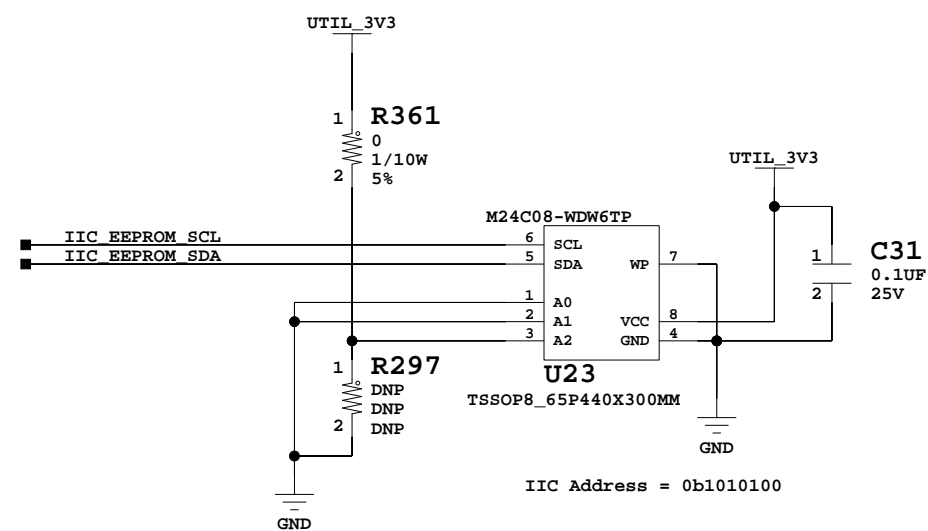 UTIL_3V3
1
R361
0
1/10W
2
5%
UTIL_3V3
M24C08-WDW6TP
IIC_EEPROM_SCL
6
SCL
IIC_EEPROM_SDA
5
SDA
WP
7
1
C31
0.1UF
2
25V
1
A0
2
A1
VCC
8
3
A2
GND
4
1
R297
DNP
DNP
2
DNP
U23
TSSOP8_65P440X300MM
GND
IIC Address = 0b1010100
GND